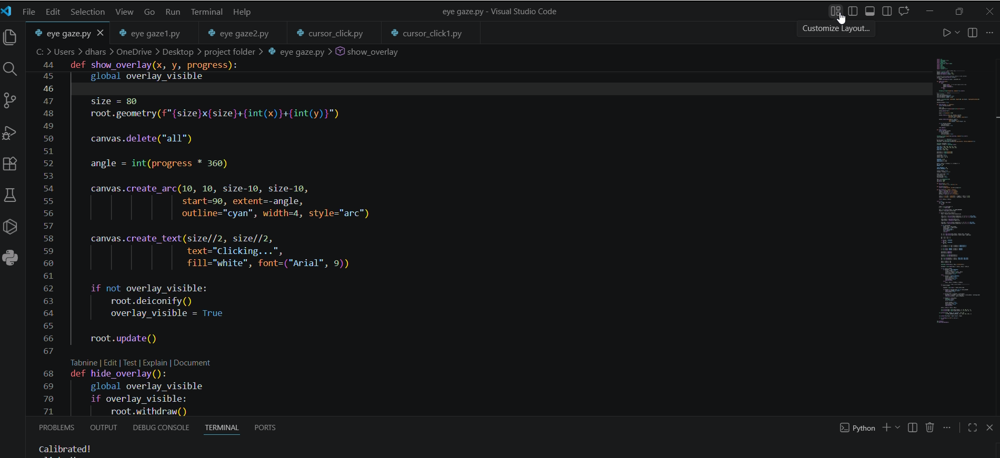 File Edit Selection View Go Run Terminal Help
eye gaze.py - Visual Studio Code
Customize Layout...
eye gaze.py
eye gaze1.py
eye gaze2.py
cursor_click.py
cursor_click1.py
C: > Users > dhars > OneDrive > Desktop > project folder > eye gaze.py > show_overlay
44 def show_overlay(x, y, progress):
45 global overlay_visible
46
47 size = 80
48 root.geometry(f"{size}x{size}+{int(x)}+{int(y)}")
49
50 canvas.delete("all")
51
52 angle = int(progress * 360)
53
54 canvas.create_arc(10, 10, size-10, size-10,
55 start=90, extent=-angle,
56 outline="cyan", width=4, style="arc")
57
58 canvas.create_text(size//2, size//2,
59 text="Clicking...",
60 fill="white", font=("Arial", 9))
61
62 if not overlay_visible:
63 root.deiconify()
64 overlay_visible = True
65
66 root.update()
67
Tabnine | Edit | Test | Explain | Document
68 def hide_overlay():
69 global overlay_visible
70 if overlay_visible:
71 root.withdraw()
PROBLEMS OUTPUT DEBUG CONSOLE TERMINAL PORTS
Python
Calibrated!